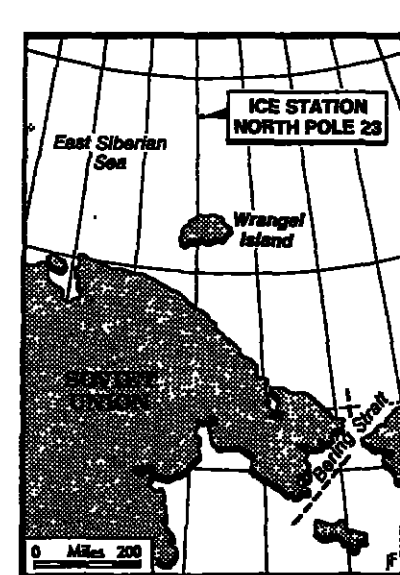 ICE STATION
NORTH POLE 23
East Siberian
Sea
Wrangel
Island
SOVIET
UNION
Bering Strait
0 Miles 200